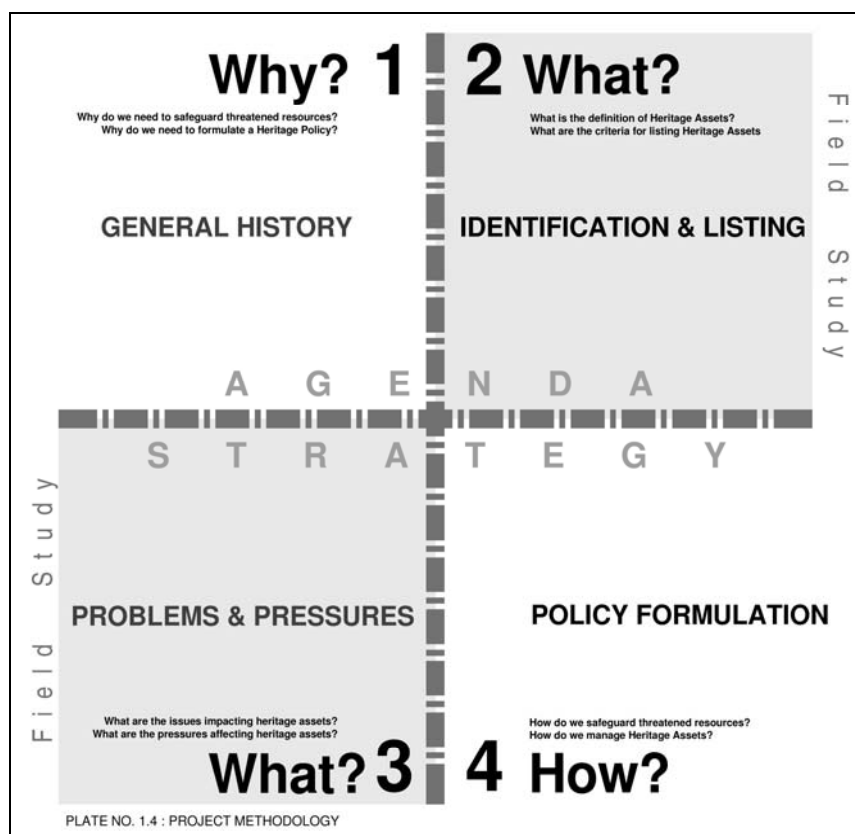 Why? 1
Why do we need to safeguard threatened resources?
Why do we need to formulate a Heritage Policy?
GENERAL HISTORY
2 What?
What is the definition of Heritage Assets?
What are the criteria for listing Heritage Assets
IDENTIFICATION & LISTING
Field Study
AGENDA
STRATEGY
Field Study
PROBLEMS & PRESSURES
What are the issues impacting heritage assets?
What are the pressures affecting heritage assets?
What? 3
POLICY FORMULATION
How do we safeguard threatened resources?
How do we manage Heritage Assets?
4 How?
PLATE NO. 1.4 : PROJECT METHODOLOGY